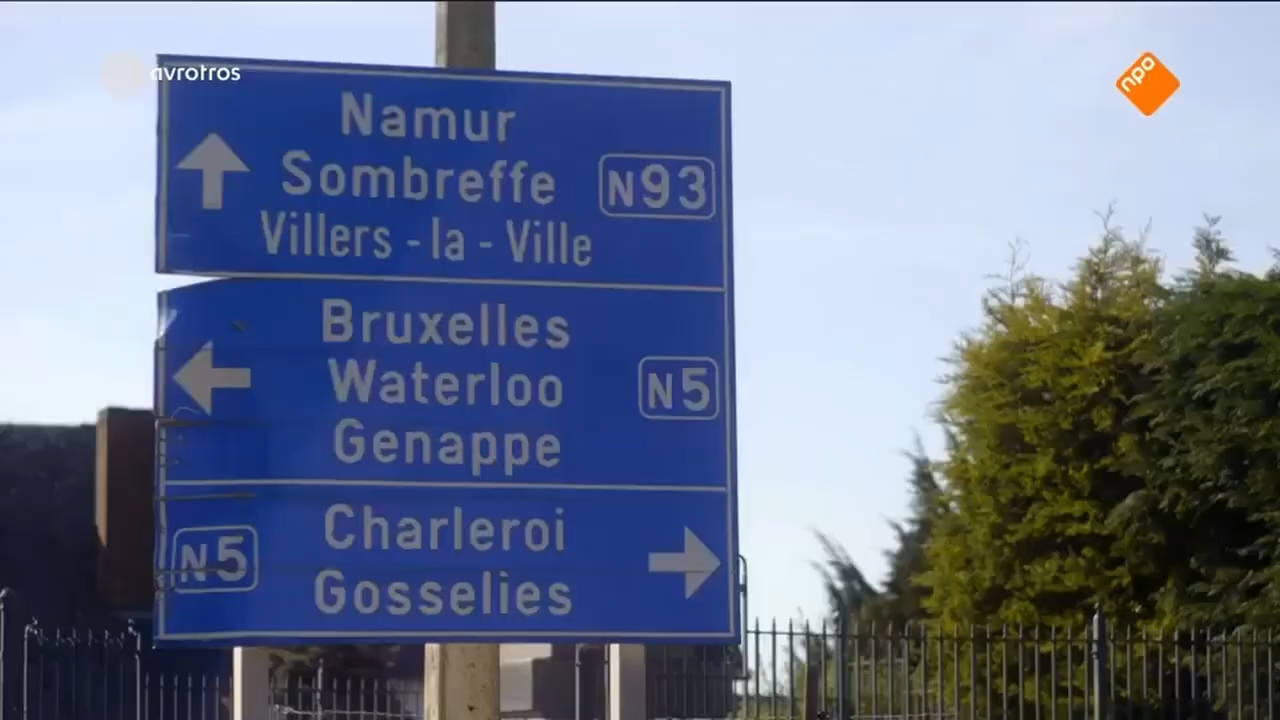 avrotros
npo
Namur
Sombreffe
N93
Villers - la - Ville
Bruxelles
Waterloo
N5
Genappe
Charleroi
N5
Gosselies